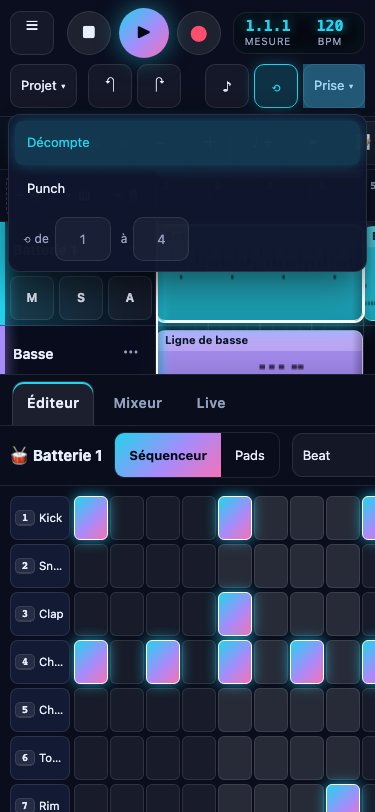 1.1.1 120
MESURE BPM
Projet ▾ Prise ▾
Décompte
Punch
de 1 à 4
M S A
Basse ...
Ligne de basse
Éditeur Mixeur Live
Batterie 1 Séquenceur Pads Beat
1 Kick
2 Sn...
3 Clap
4 Ch...
5 Ch...
6 To...
7 Rim